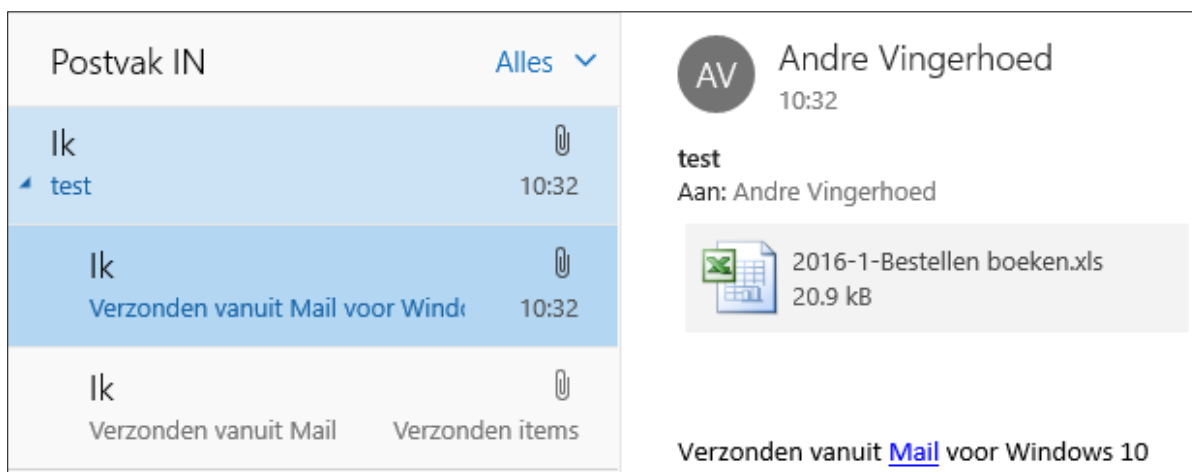 Postvak IN
Alles
Ik
test
10:32
Ik
Verzonden vanuit Mail voor Wind
10:32
Ik
Verzonden vanuit Mail
Verzonden items
AV
Andre Vingerhoed
10:32
test
Aan: Andre Vingerhoed
2016-1-Bestellen boeken.xls
20.9 kB
Verzonden vanuit Mail voor Windows 10